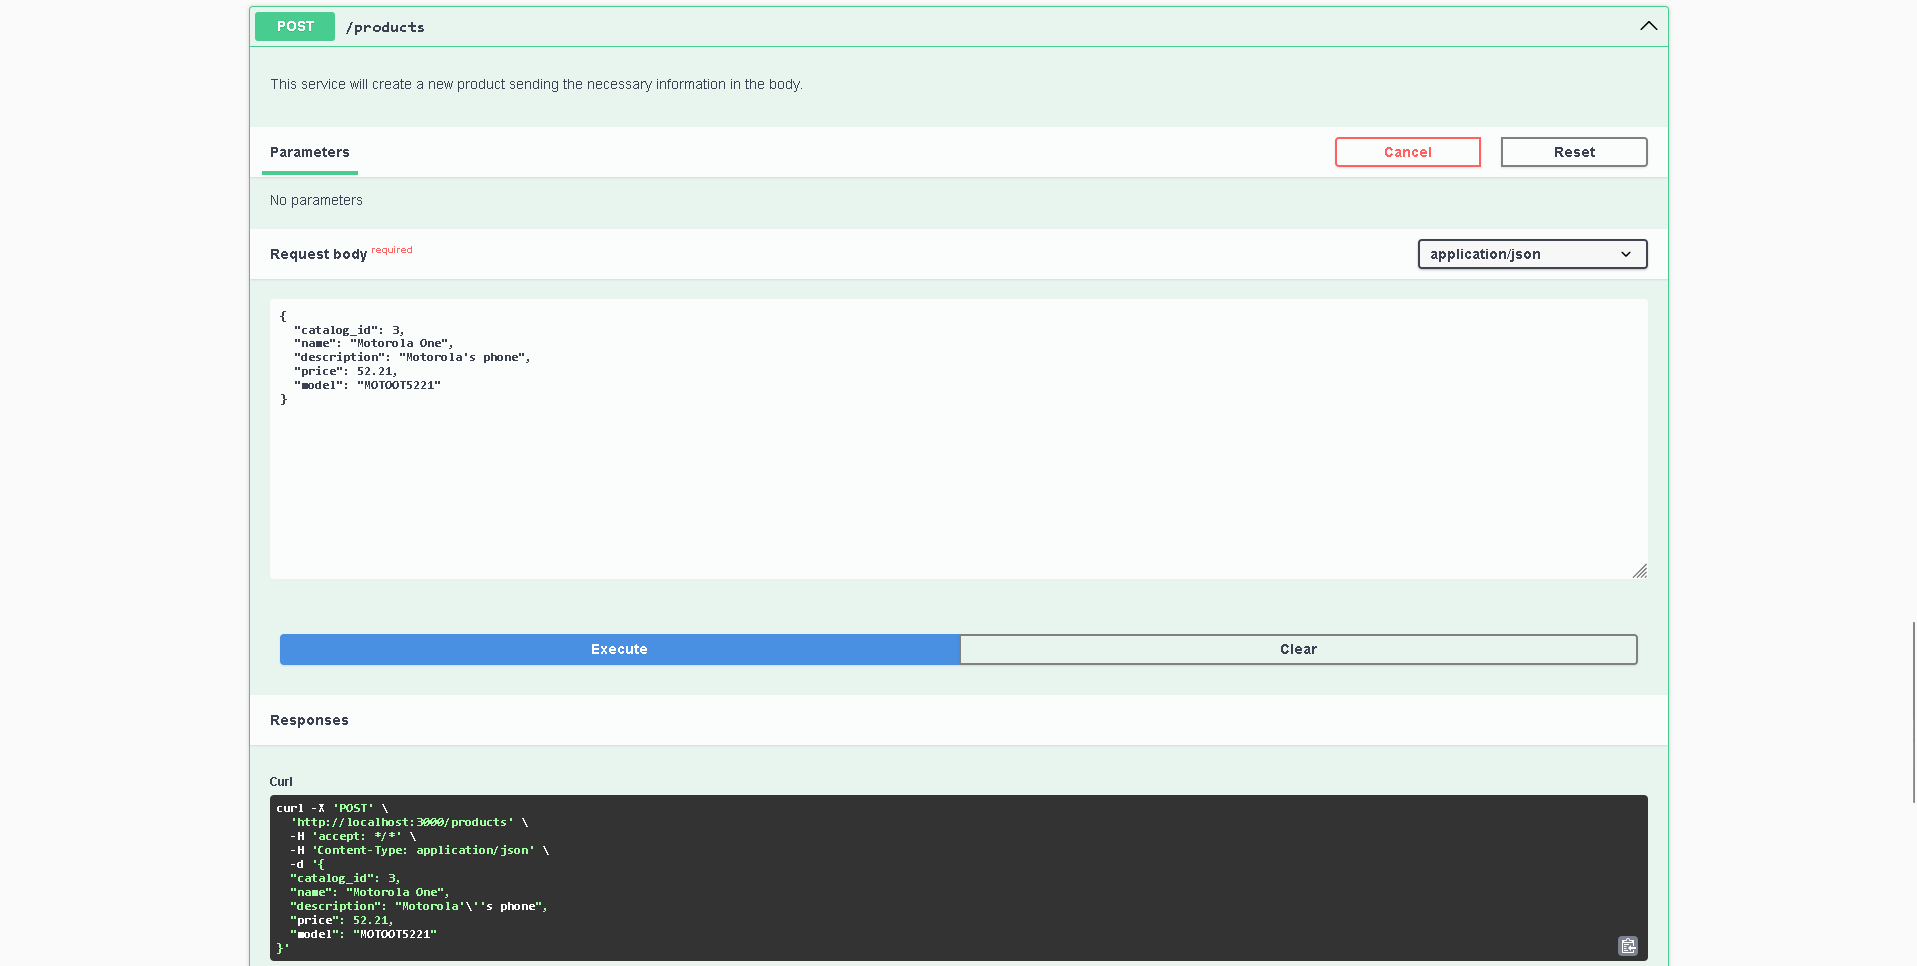 POST /products
This service will create a new product sending the necessary information in the body.
Parameters
Cancel
Reset
No parameters
Request body required
application/json
{
  "catalog_id": 3,
  "name": "Motorola One",
  "description": "Motorola's phone",
  "price": 52.21,
  "model": "MOTOOT5221"
}
Execute
Clear
Responses
Curl
curl -X 'POST' \
  'http://localhost:3000/products' \
  -H 'accept: */*' \
  -H 'Content-Type: application/json' \
  -d '{
  "catalog_id": 3,
  "name": "Motorola One",
  "description": "Motorola'\''s phone",
  "price": 52.21,
  "model": "MOTOOT5221"
}'